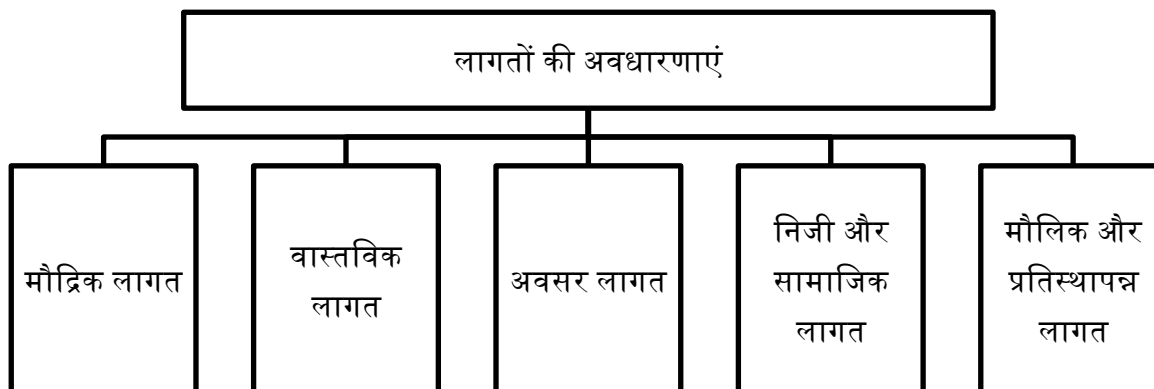 लागतों की अवधारणाएं
मौद्रिक लागत
वास्तविक
लागत
अवसर लागत
निजी और
सामाजिक
लागत
मौलिक और
प्रतिस्थापन्न
लागत